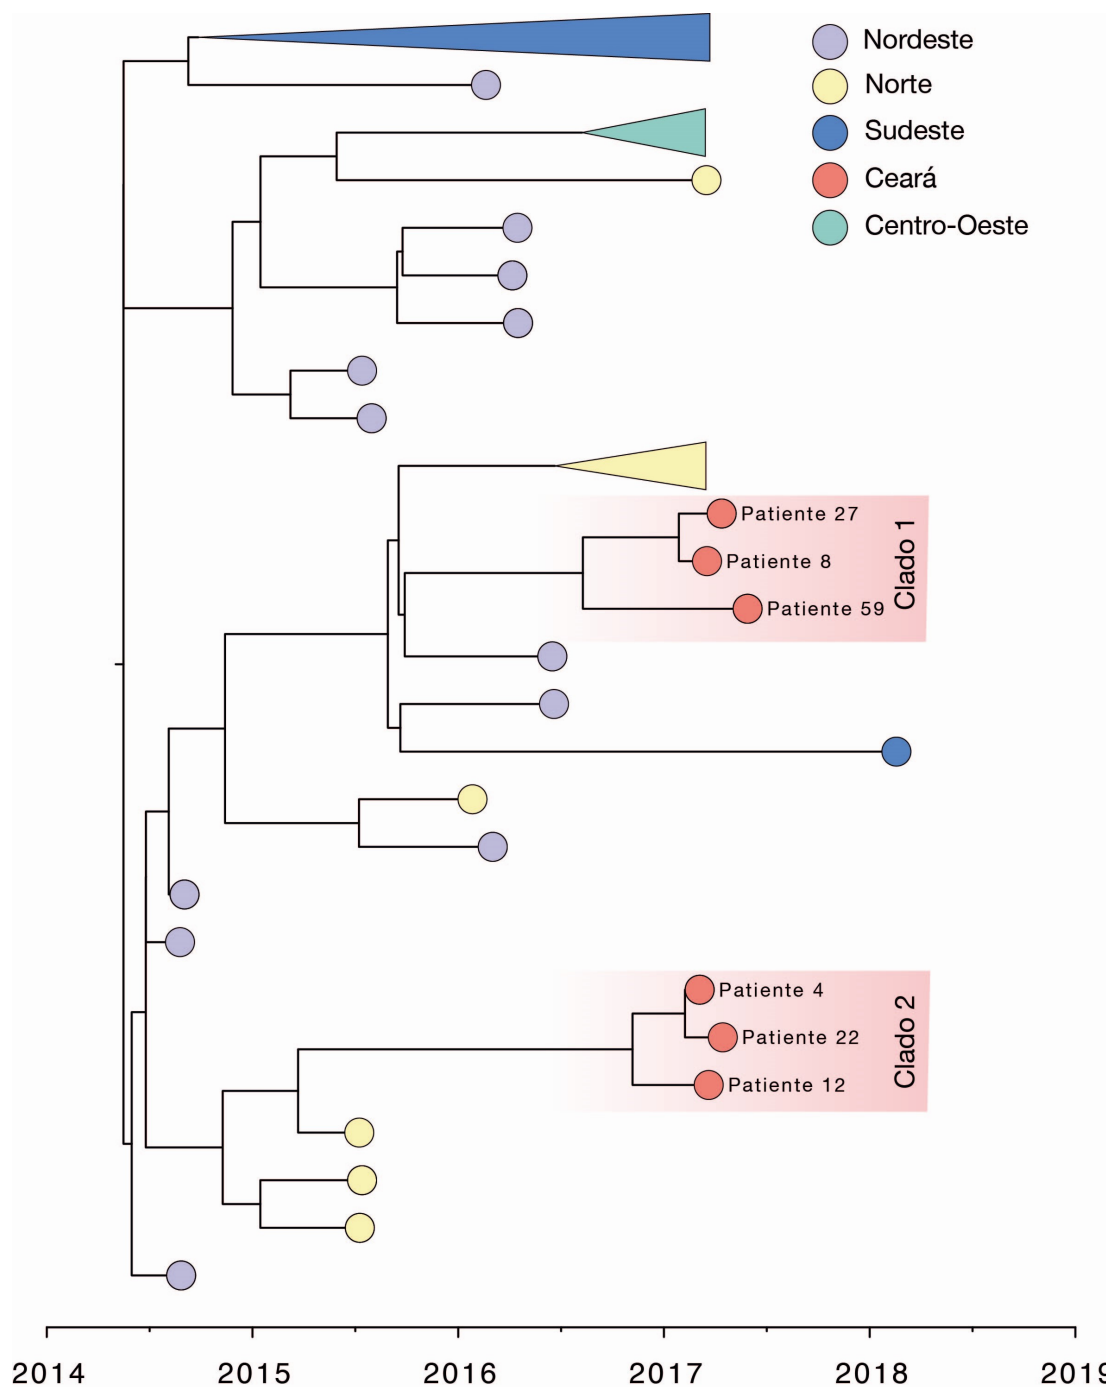 Nordeste
Norte
Sudeste
Ceará
Centro-Oeste
Patiente 27
Patiente 8
Patiente 59
Clado 1
Patiente 4
Patiente 22
Patiente 12
Clado 2
2014 2015 2016 2017 2018 2019